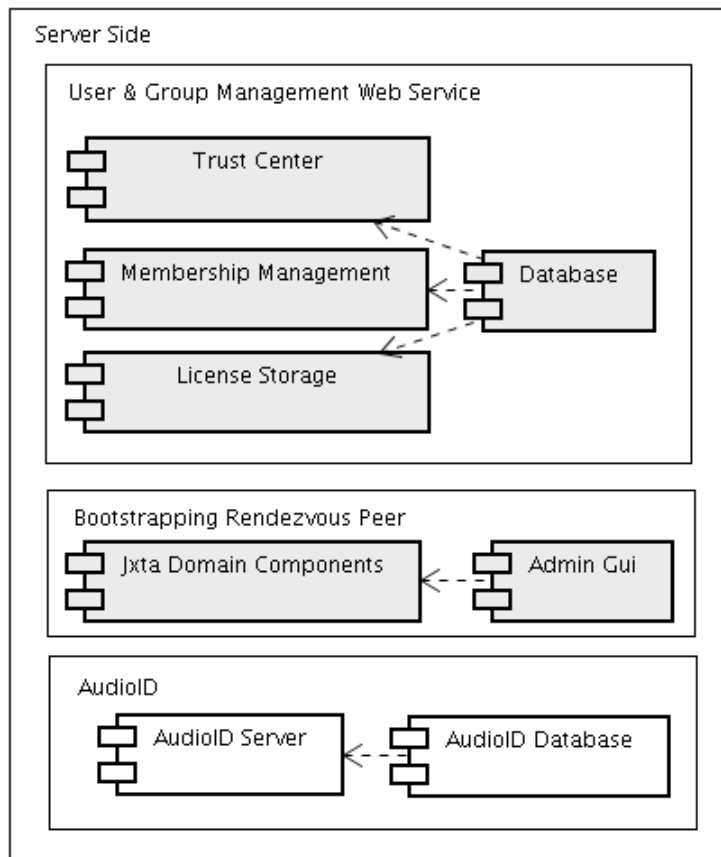 Server Side
User & Group Management Web Service
Trust Center
Membership Management
Database
License Storage
Bootstrapping Rendezvous Peer
Jxta Domain Components
Admin Gui
AudioID
AudioID Server
AudioID Database